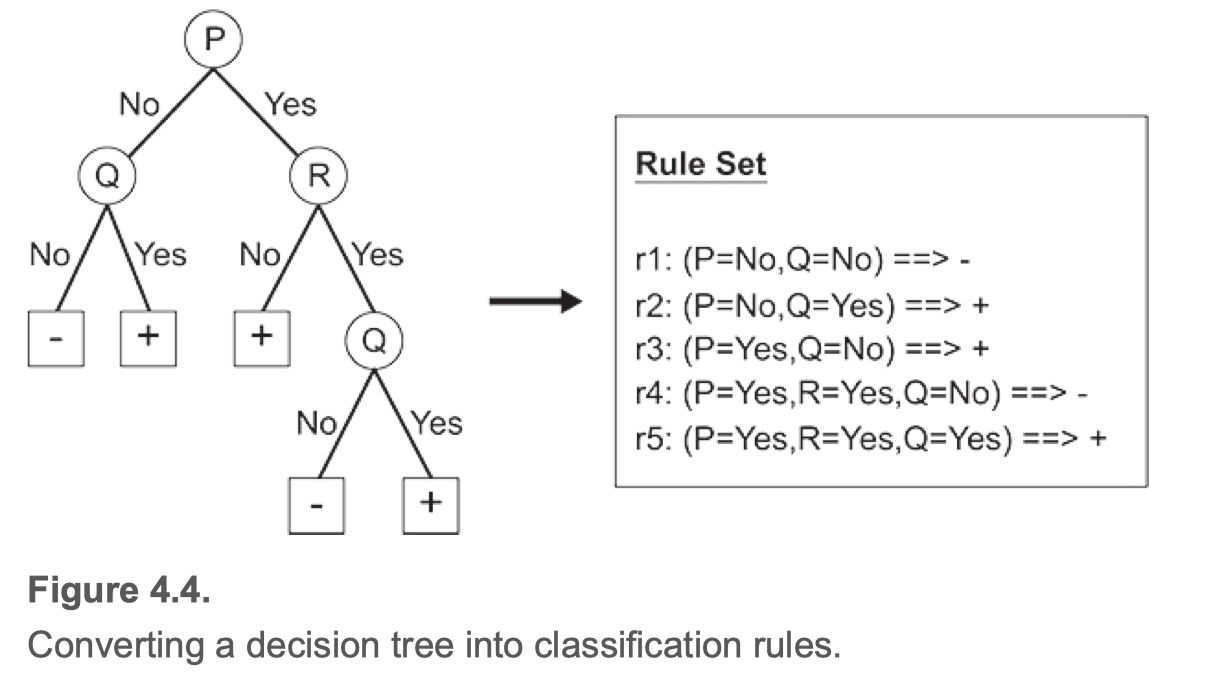 P
No Yes
Q R
No Yes No Yes
- + + Q
No Yes
- +
Rule Set
r1: (P=No,Q=No) ==> -
r2: (P=No,Q=Yes) ==> +
r3: (P=Yes,Q=No) ==> +
r4: (P=Yes,R=Yes,Q=No) ==> -
r5: (P=Yes,R=Yes,Q=Yes) ==> +
Figure 4.4.
Converting a decision tree into classification rules.